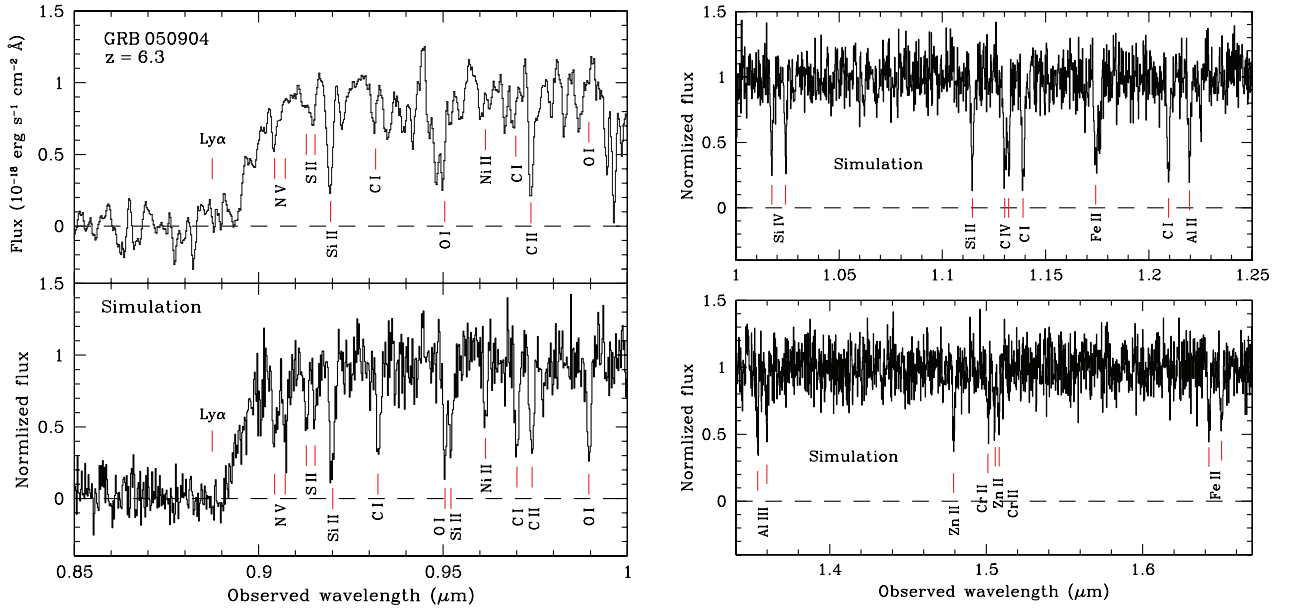 GRB 050904
z = 6.3
Flux (10⁻¹⁸ erg s⁻¹ cm⁻² Å)
1.5
1
0.5
0
Lyα
N V
S II
Si II
C I
O I
Ni II
C I
C II
O I
Simulation
Normlized flux
1.5
1
0.5
0
Lyα
N V
S II
Si II
C I
O I
Si II
Ni II
C I
C II
O I
0.85
0.9
0.95
1
Observed wavelength (μm)
Normlized flux
1.5
1
0.5
0
Simulation
Si IV
Si II
C IV
C I
Fe II
C I
Al II
1
1.05
1.1
1.15
1.2
1.25
Normlized flux
1.5
1
0.5
0
Simulation
Al III
Zn II
Cr II
Zn II
Cr II
Fe II
1.4
1.5
1.6
Observed wavelength (μm)